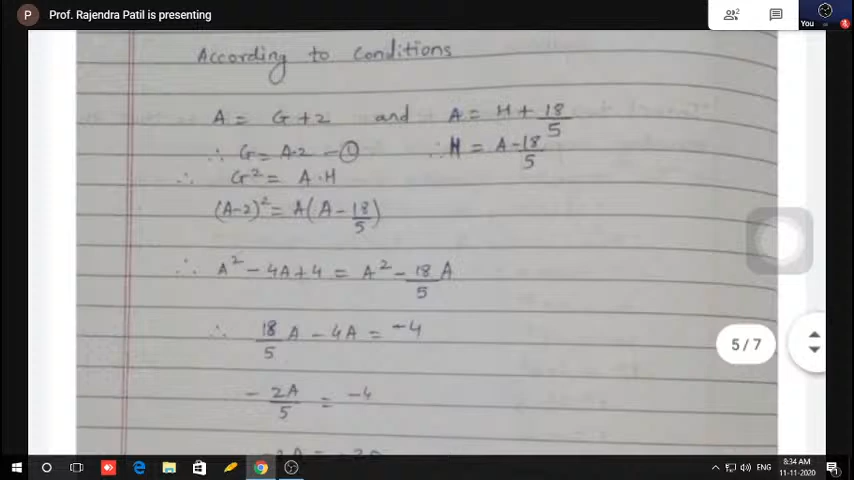 P Prof. Rajendra Patil is presenting
2
You
According to conditions
A = G + 2 and A = H + 18/5
∴ G = A-2 — ① ∴ H = A - 18/5
∴ G² = A·H
(A-2)² = A(A - 18/5)
∴ A² - 4A + 4 = A² - 18/5 A
∴ 18/5 A - 4A = -4
- 2A/5 = -4
5 / 7
ENG
8:34 AM
11-11-2020